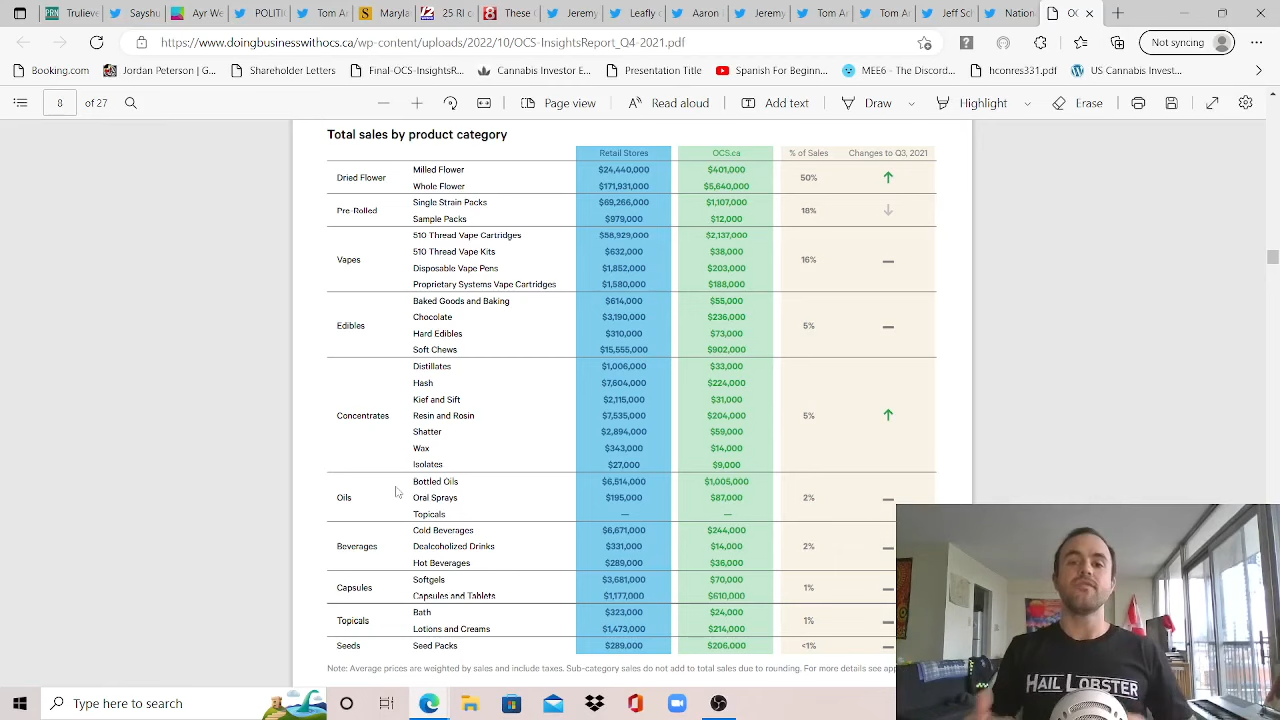 TRN Trulieve
Sayfie
Ay We
POLITI
Tom A
Maryla
25 RI c
These (
Jeremy
Leafly (
Aaron
Jeremy
Tom Ar
Tom A
Jeff Sc
Nation
OC
https://www.doingbusinesswithocs.ca/wp-content/uploads/2022/10/OCS-InsightsReport_Q4-2021.pdf
Not syncing
Booking.com Jordan Peterson | G... Shareholder Letters Cannabis Investor E... Presentation Title Spanish Review MEE6 - Dashboard Incorres331.pdf WS Investments
8 of 27 Page view Read aloud Add text Draw Highlight Erase
Total sales by product category
Retail Stores OCS.ca % of Sales Changes to Q3, 2021
Dried Flower Milled Flower $24,440,000 $401,000 50%
Whole Flower $171,931,000 $5,640,000
Pre-Rolled Single Strain Packs $69,266,000 $1,107,000 18%
Sample Packs $979,000 $12,000
510 Thread Vape Cartridges $58,929,000 $2,137,000
Vapes 510 Thread Vape Kits $632,000 $38,000 16%
Disposable Vape Pens $1,852,000 $203,000
Proprietary Systems Vape Cartridges $1,580,000 $188,000
Baked Goods and Baking $614,000 $55,000
Edibles Chocolate $3,190,000 $236,000 5%
Hard Edibles $310,000 $73,000
Soft Chews $15,555,000 $902,000
Distillates $1,006,000 $33,000
Hash $7,604,000 $224,000
Kief and Sift $2,115,000 $31,000
Concentrates Resin and Rosin $7,535,000 $204,000 5%
Shatter $2,894,000 $59,000
Wax $343,000 $14,000
Isolates $27,000 $9,000
Bottled Oils $6,514,000 $1,005,000
Oils Oral Sprays $195,000 $87,000 2%
Topicals — —
Cold Beverages $6,671,000 $244,000
Beverages Dealcoholized Drinks $331,000 $14,000 2%
Hot Beverages $289,000 $36,000
Capsules Softgels $3,681,000 $70,000 1%
Capsules and Tablets $1,177,000 $610,000
Topicals Bath $323,000 $24,000 1%
Lotions and Creams $1,473,000 $214,000
Seeds Seed Packs $289,000 $206,000 <1%
Note: Average prices are weighted by sales and include taxes. Sub-category sales do not add to total sales due to rounding. For more details see app
HAIL LOBSTER
Type here to search